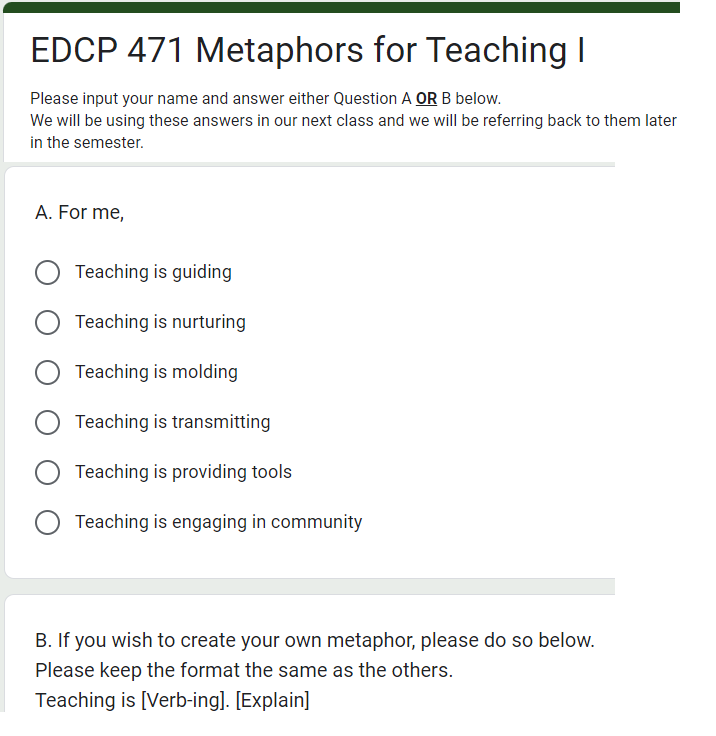 EDCP 471 Metaphors for Teaching I
Please input your name and answer either Question A OR B below.
We will be using these answers in our next class and we will be referring back to them later
in the semester.
A. For me,
Teaching is guiding
Teaching is nurturing
Teaching is molding
Teaching is transmitting
Teaching is providing tools
Teaching is engaging in community
B. If you wish to create your own metaphor, please do so below.
Please keep the format the same as the others.
Teaching is [Verb-ing]. [Explain]